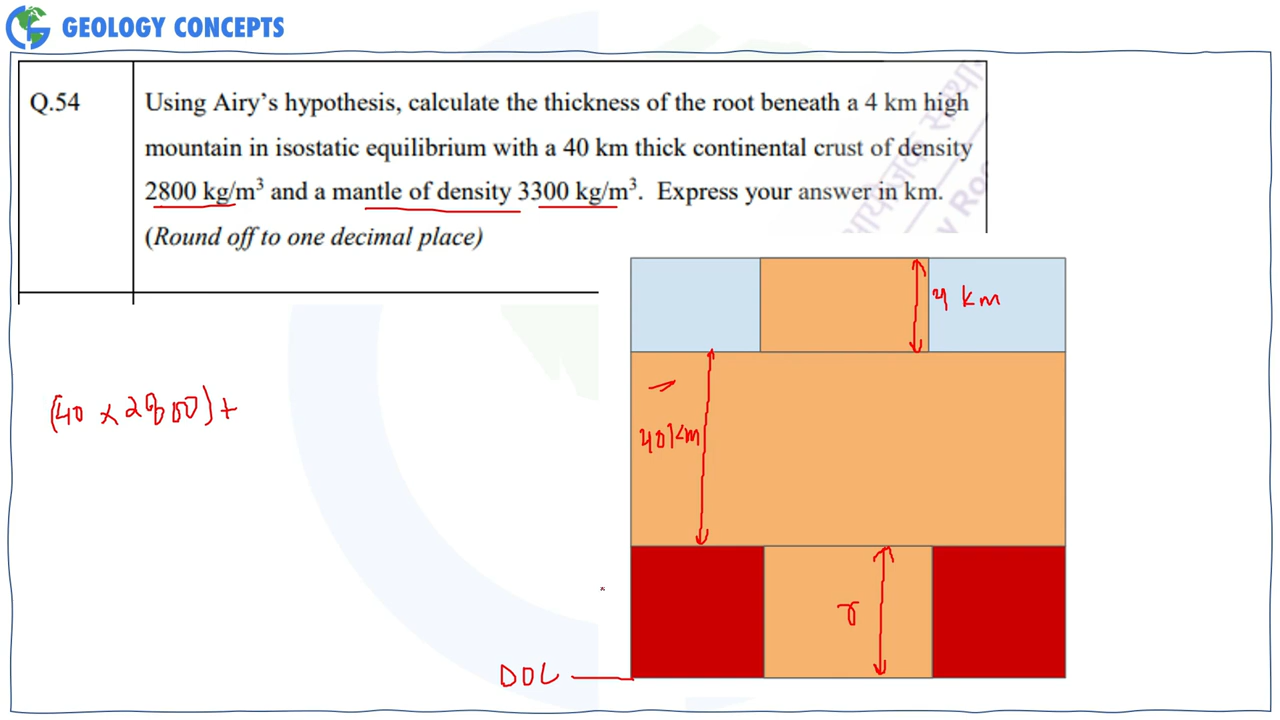 GEOLOGY CONCEPTS
Q.54
Using Airy's hypothesis, calculate the thickness of the root beneath a 4 km high
mountain in isostatic equilibrium with a 40 km thick continental crust of density
2800 kg/m³ and a mantle of density 3300 kg/m³. Express your answer in km.
(Round off to one decimal place)
4 km
(40 × 2800) +
40 km
r
DOC